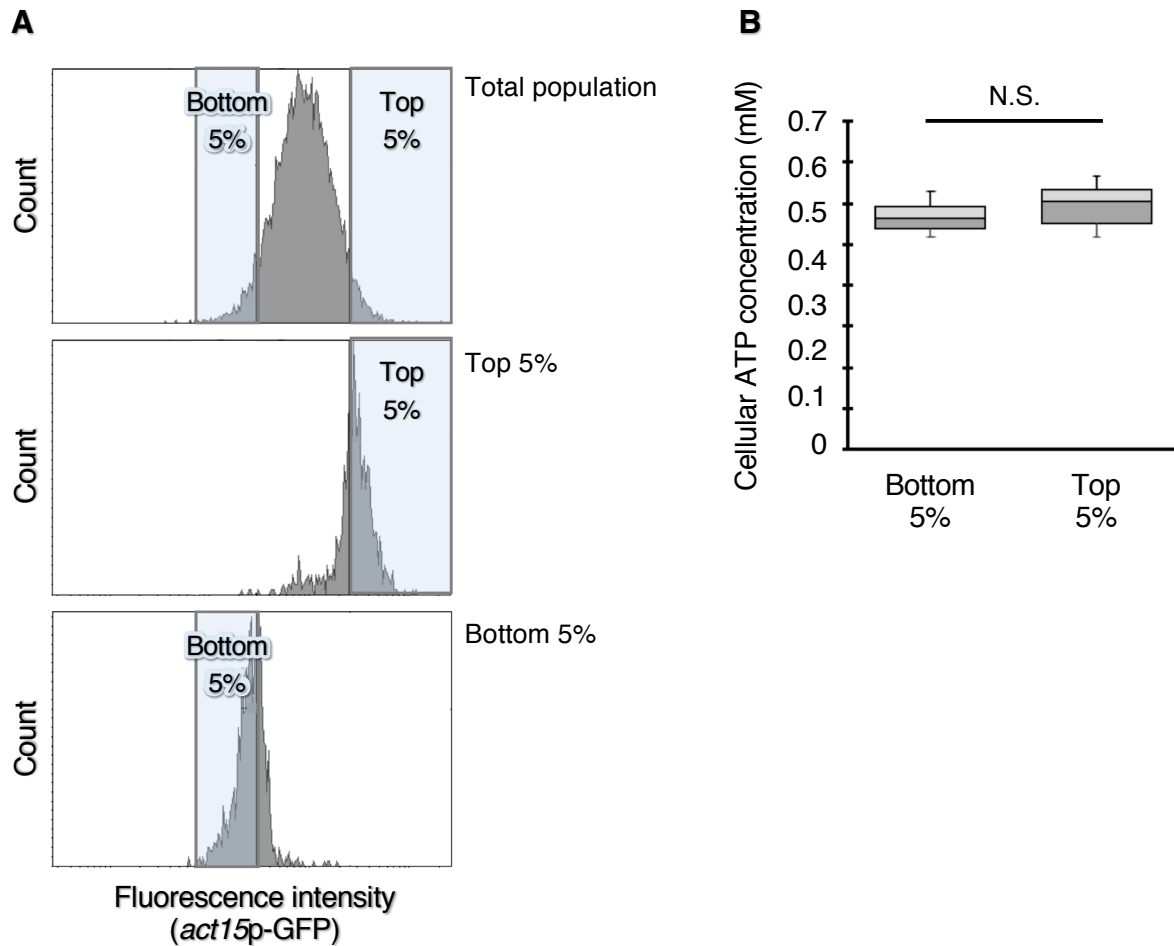 A
Bottom
5%
Top
5%
Total population
Count
Top
5%
Top 5%
Count
Bottom
5%
Bottom 5%
Count
Fluorescence intensity
(act15p-GFP)
B
N.S.
Cellular ATP concentration (mM)
0.7
0.6
0.5
0.4
0.3
0.2
0.1
0
Bottom
5%
Top
5%